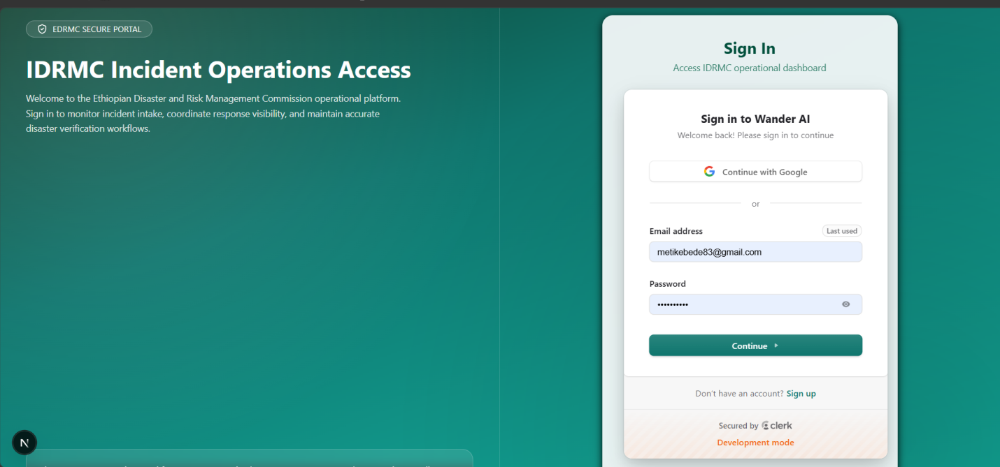 EDRMC SECURE PORTAL
IDRMC Incident Operations Access
Welcome to the Ethiopian Disaster and Risk Management Commission operational platform.
Sign in to monitor incident intake, coordinate response visibility, and maintain accurate
disaster verification workflows.
N
Sign In
Access IDRMC operational dashboard
Sign in to Wander AI
Welcome back! Please sign in to continue
Continue with Google
or
Email address
Last used
metikebede83@gmail.com
Password
••••••••••
Continue
Don't have an account? Sign up
Secured by clerk
Development mode